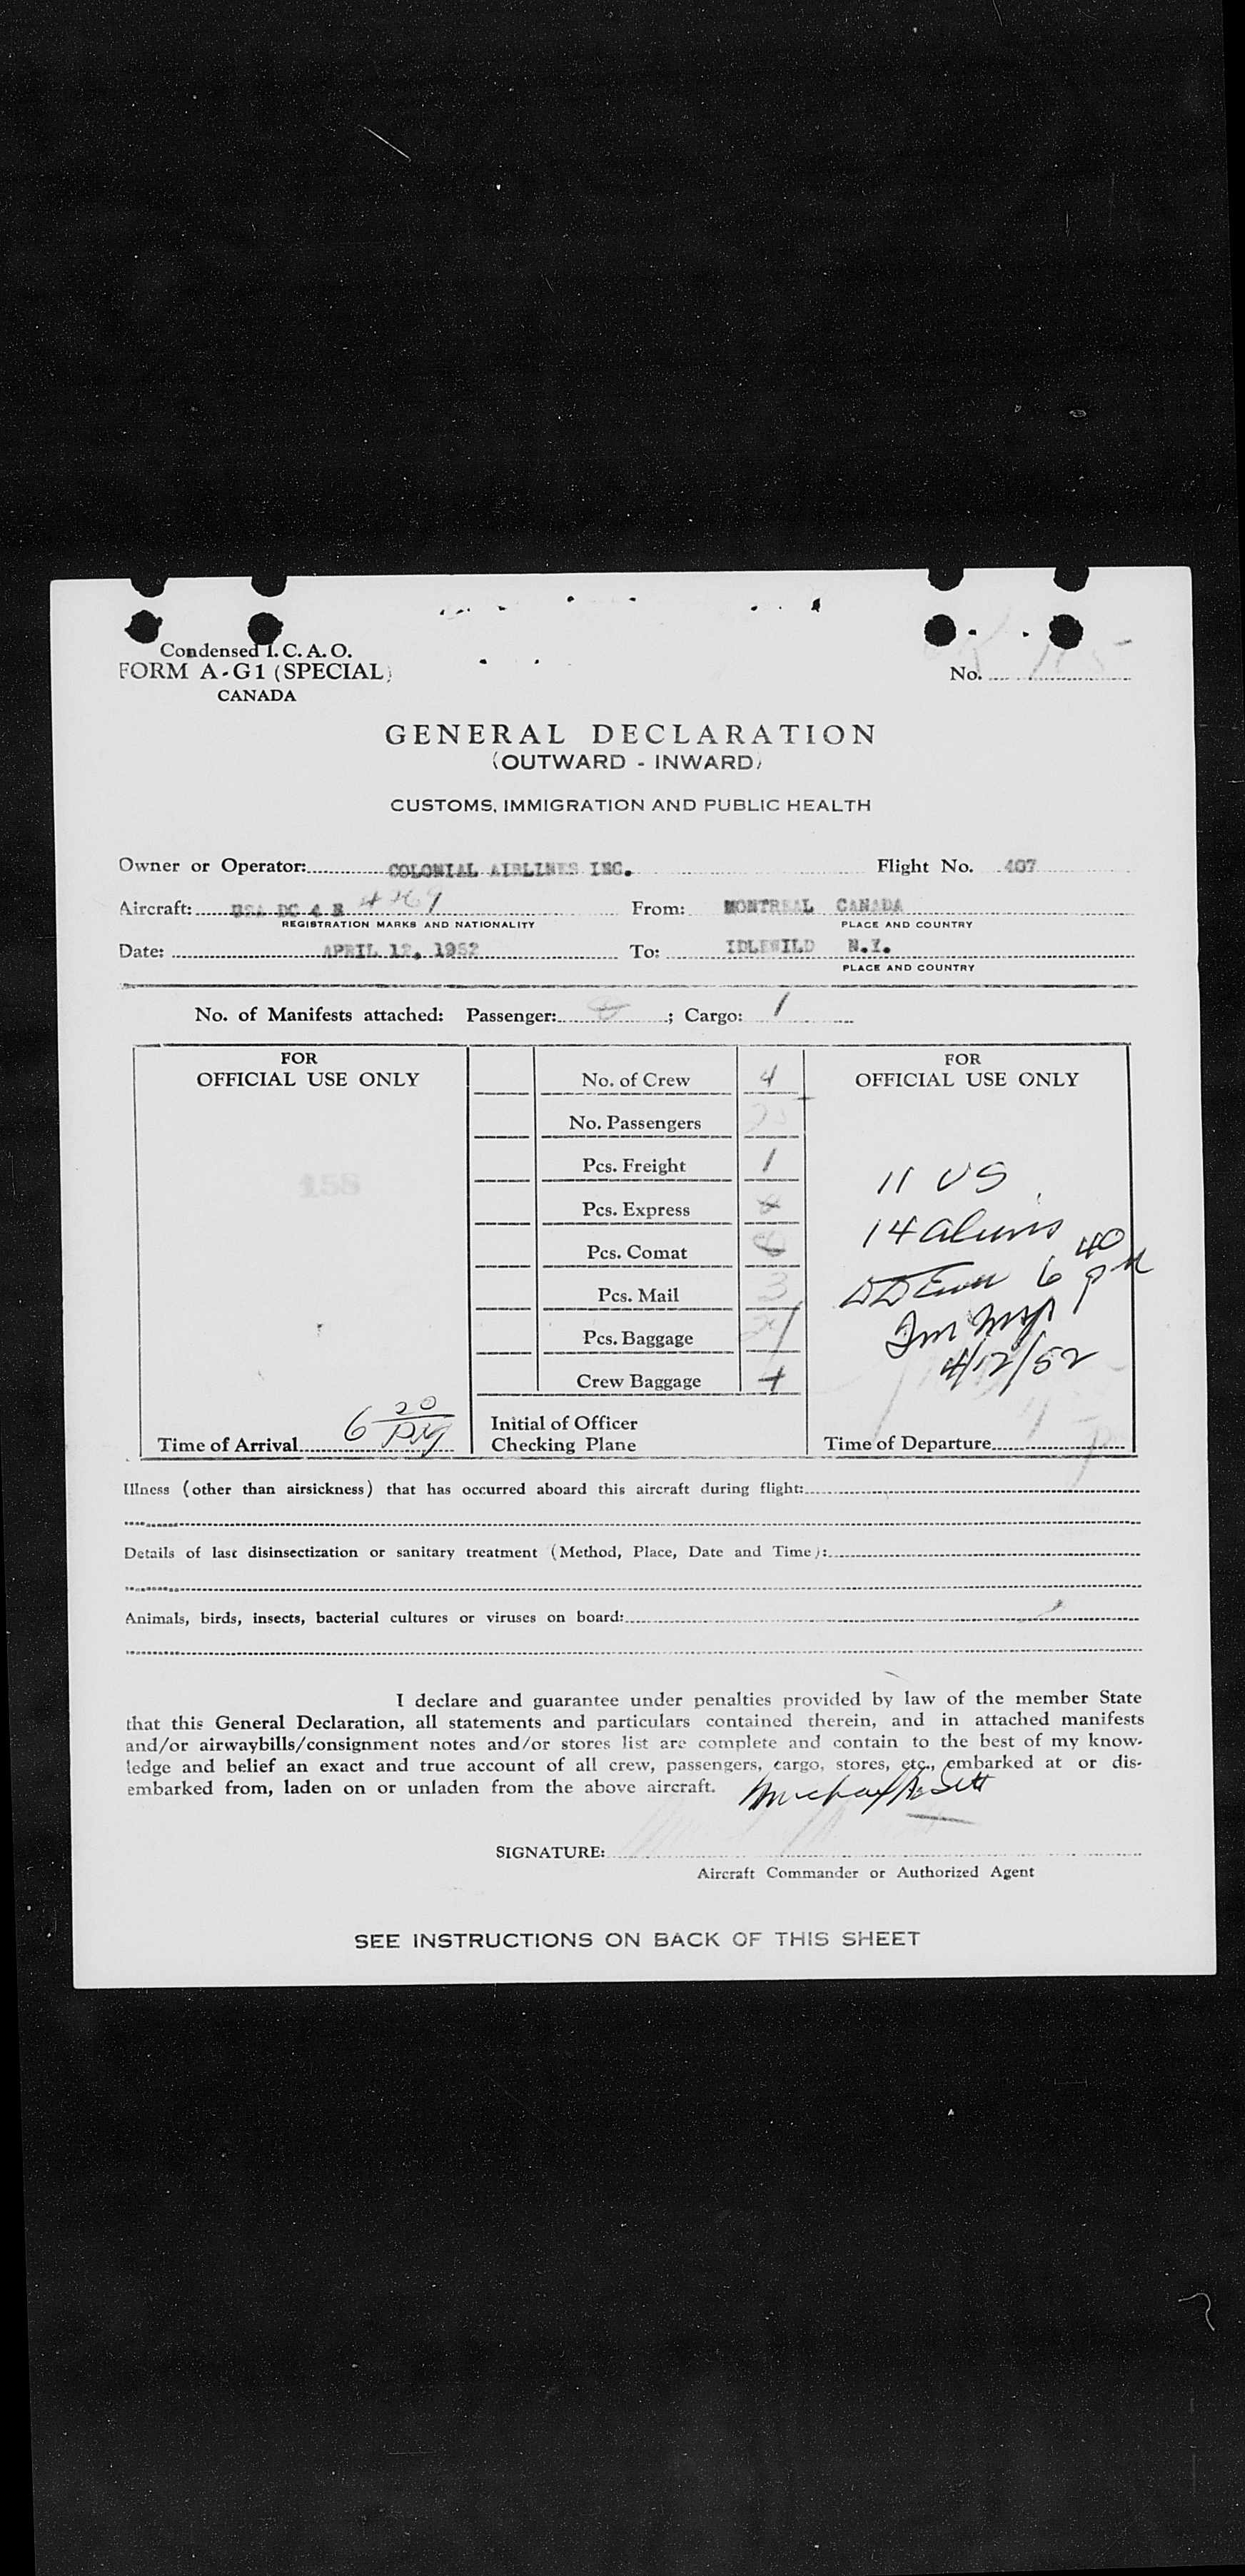 Condensed I. C. A. O.
FORM A-G1 (SPECIAL)
CANADA
No.
GENERAL DECLARATION
(OUTWARD - INWARD)
CUSTOMS, IMMIGRATION AND PUBLIC HEALTH
Owner or Operator: COLONIAL AIRLINES INC. Flight No. 407
Aircraft: USA DC 4 N From: MONTREAL CANADA
REGISTRATION MARKS AND NATIONALITY PLACE AND COUNTRY
Date: APRIL 12, 1952 To: IDLEWILD N.Y.
PLACE AND COUNTRY
No. of Manifests attached: Passenger: ; Cargo: 1
FOR
OFFICIAL USE ONLY
158
Time of Arrival 6 20 PM
No. of Crew 4
No. Passengers 25
Pcs. Freight 1
Pcs. Express
Pcs. Comat
Pcs. Mail 3
Pcs. Baggage
Crew Baggage 4
Initial of Officer
Checking Plane
FOR
OFFICIAL USE ONLY
11 US
14 aliens
6 40 PM
4/12/52
Time of Departure
Illness (other than airsickness) that has occurred aboard this aircraft during flight:
Details of last disinsectization or sanitary treatment (Method, Place, Date and Time):
Animals, birds, insects, bacterial cultures or viruses on board:
I declare and guarantee under penalties provided by law of the member State
that this General Declaration, all statements and particulars contained therein, and in attached manifests
and/or airwaybills/consignment notes and/or stores list are complete and contain to the best of my know-
ledge and belief an exact and true account of all crew, passengers, cargo, stores, etc., embarked at or dis-
embarked from, laden on or unladen from the above aircraft.
SIGNATURE:
Aircraft Commander or Authorized Agent
SEE INSTRUCTIONS ON BACK OF THIS SHEET